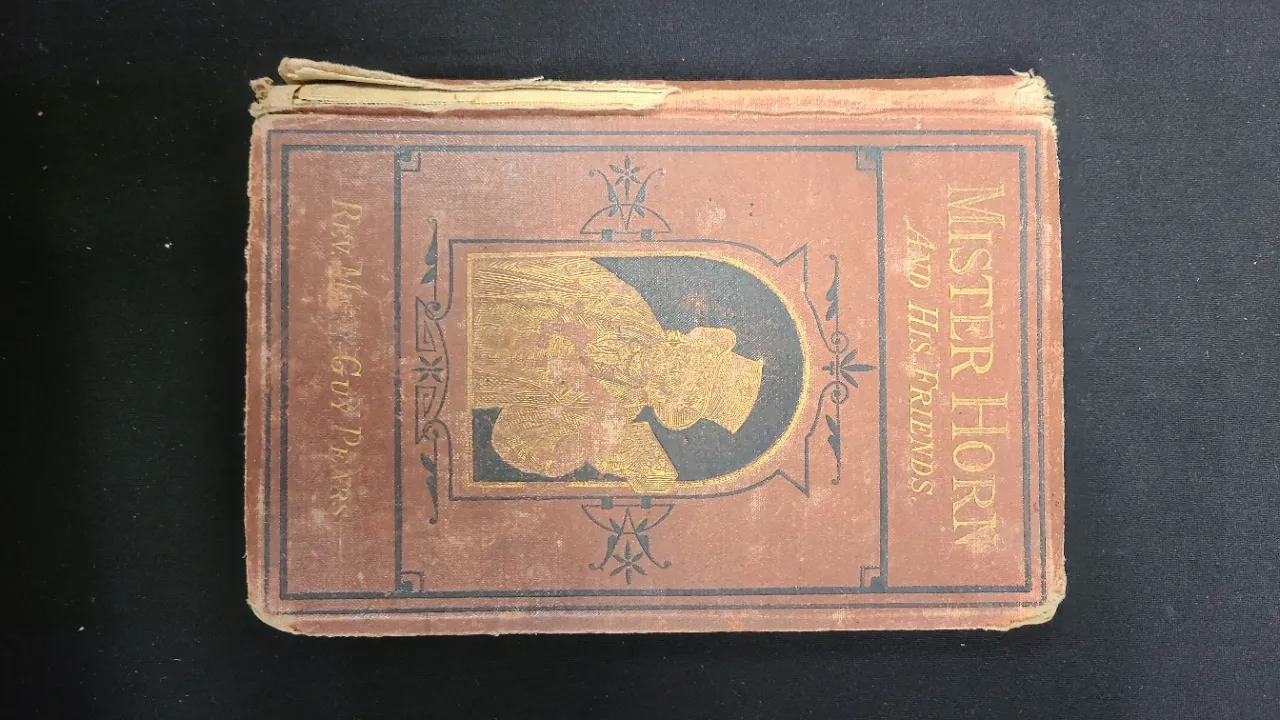 MISTER HORN
AND HIS FRIENDS.
REV. MARK GUY PEARSE